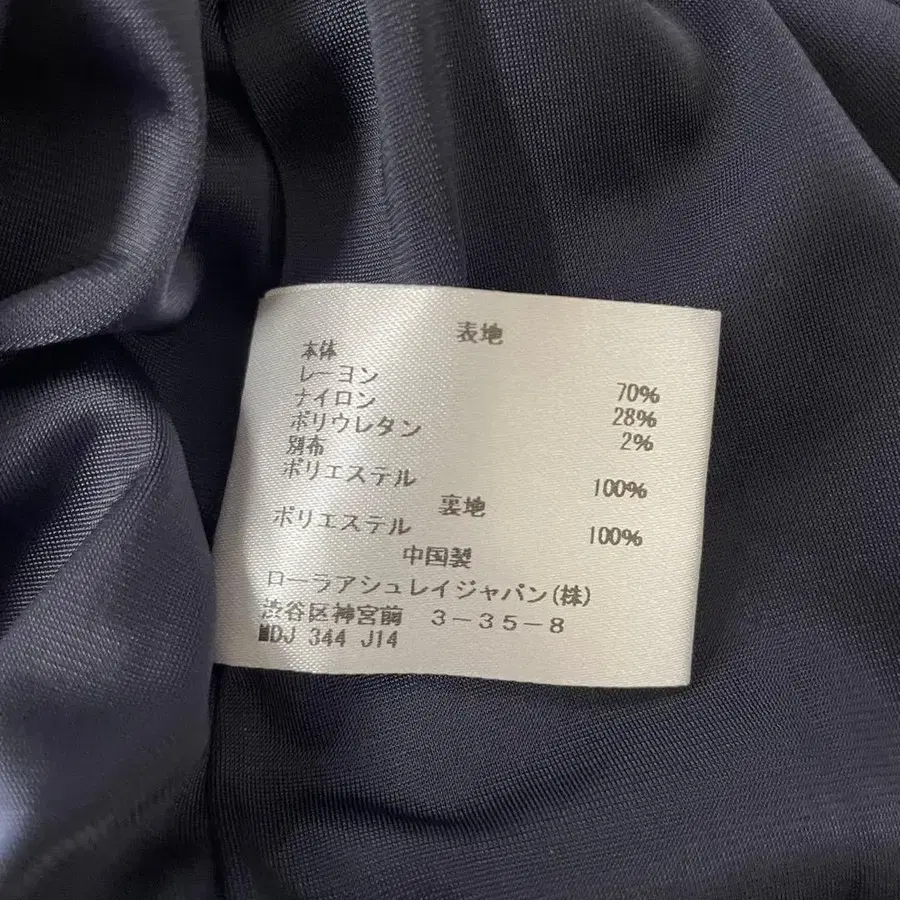 表地
本体
レーヨン 70%
ナイロン 28%
ポリウレタン 2%
別布
ポリエステル 100%
裏地
ポリエステル 100%
中国製
ローラアシュレイジャパン(株)
渋谷区神宮前 3-35-8
MDJ 344 J14